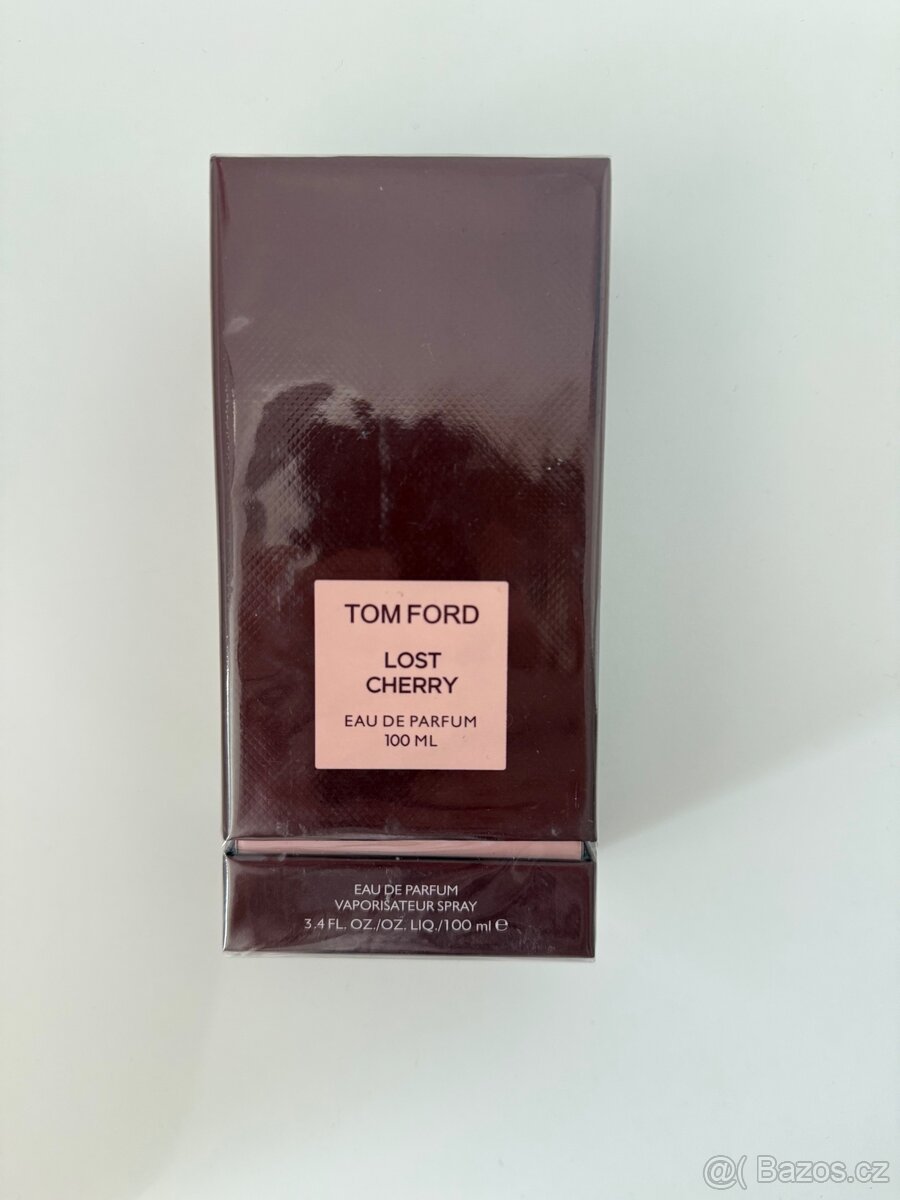 TOM FORD
LOST
CHERRY
EAU DE PARFUM
100 ML
EAU DE PARFUM
VAPORISATEUR SPRAY
3.4 FL. OZ./OZ. LIQ./100 ml ℮
@( Bazos.cz